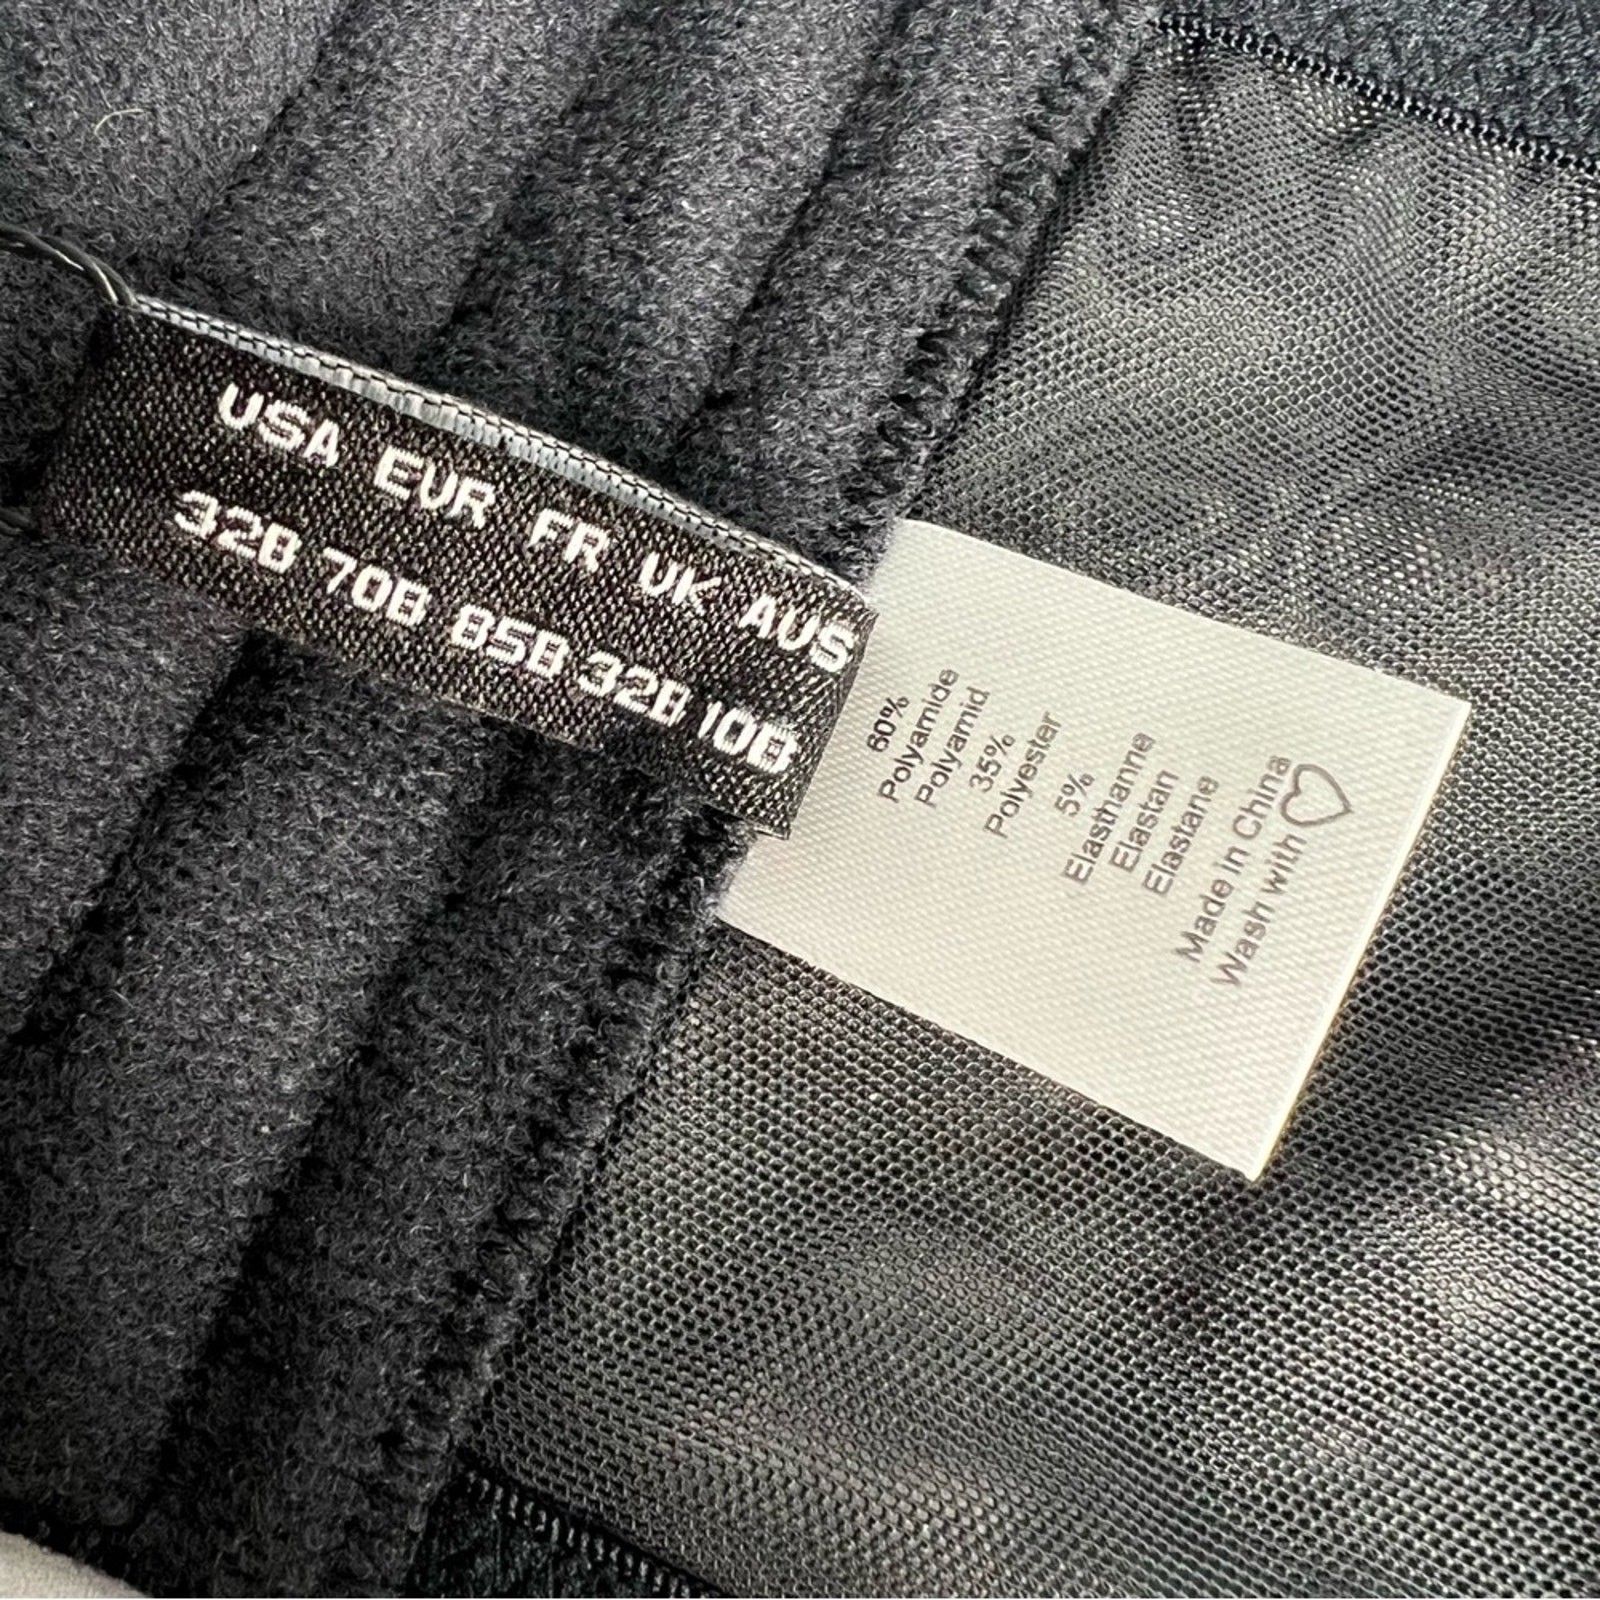 USA EUR FR UK AUS
32B 70B 85B 32B 10B
60%
Polyamide
Polyamid
35%
Polyester
5%
Elasthanne
Elastan
Elastane
Made in China
Wash with ♡